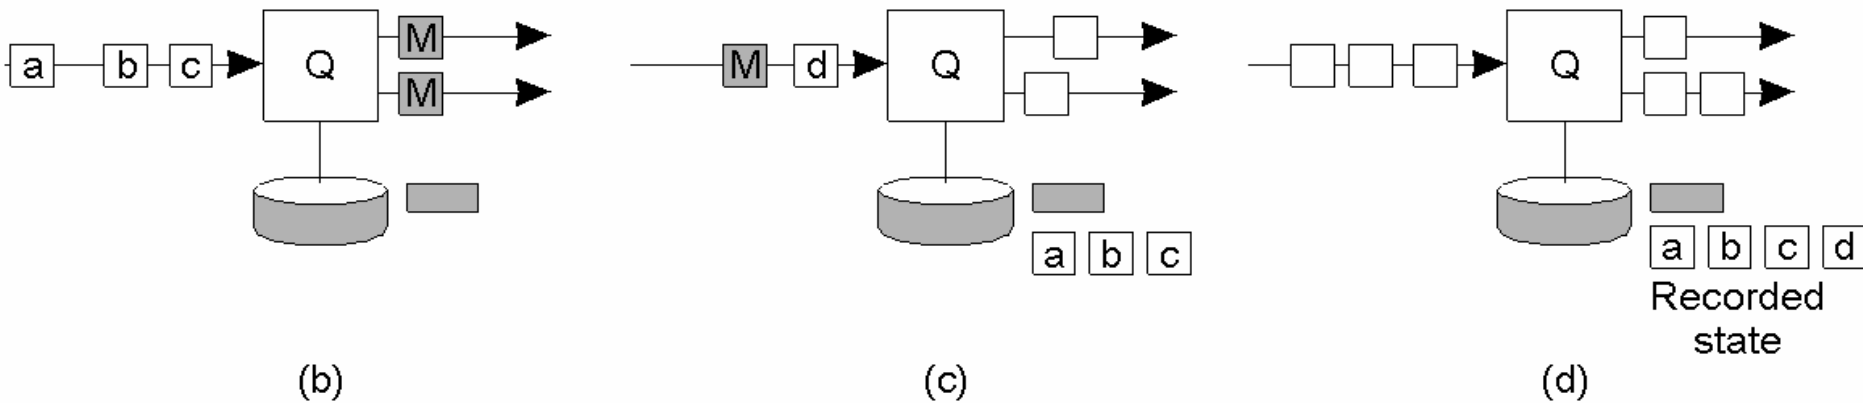 a b c Q M
M
(b)
M d Q
a b c
(c)
Q
a b c d
Recorded
state
(d)